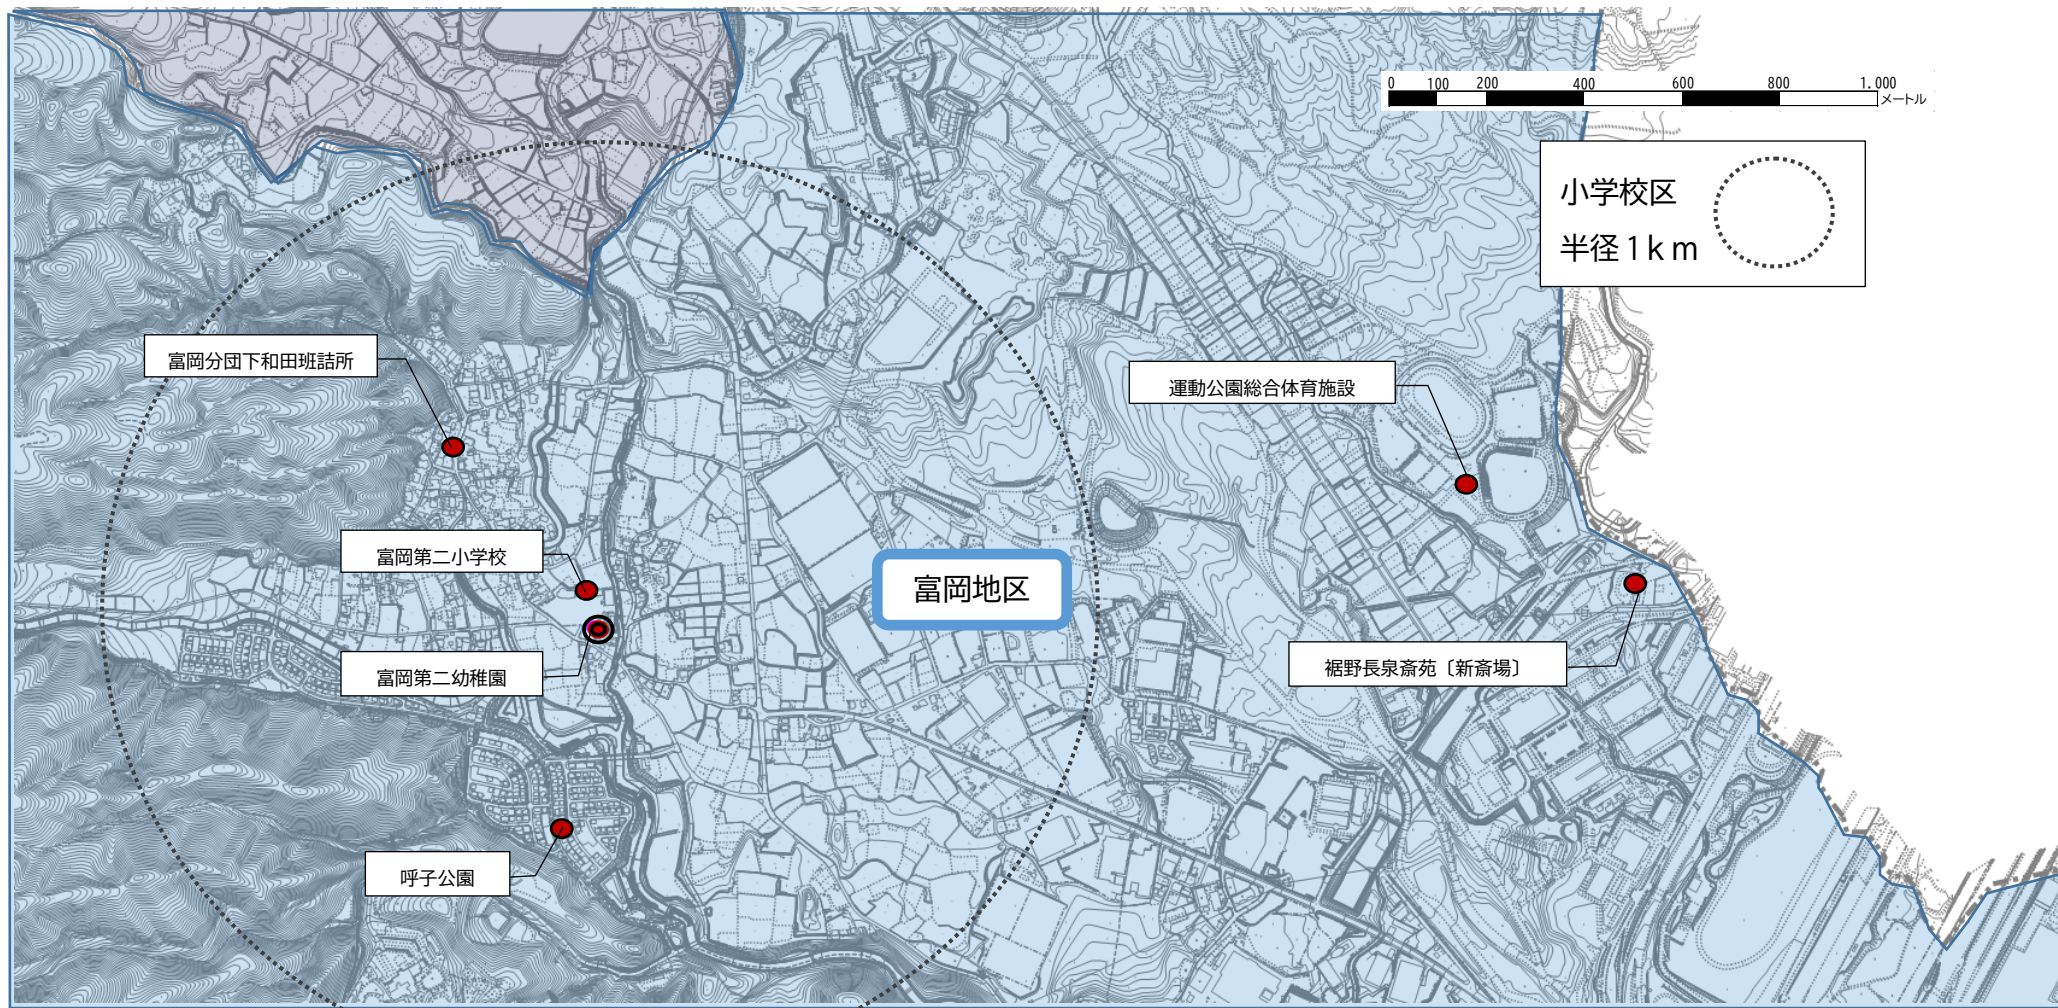 0 100 200 400 600 800 1.000
メートル
小学校区
半径1km
富岡分団下和田班詰所
運動公園総合体育施設
富岡第二小学校
富岡地区
富岡第二幼稚園
裾野長泉斎苑〔新斎場〕
呼子公園